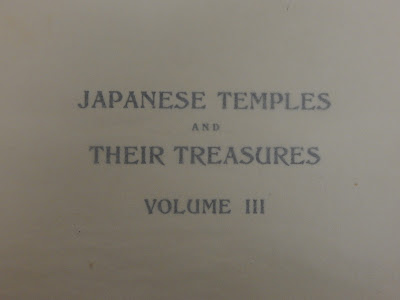 JAPANESE TEMPLES
AND
THEIR TREASURES
VOLUME III